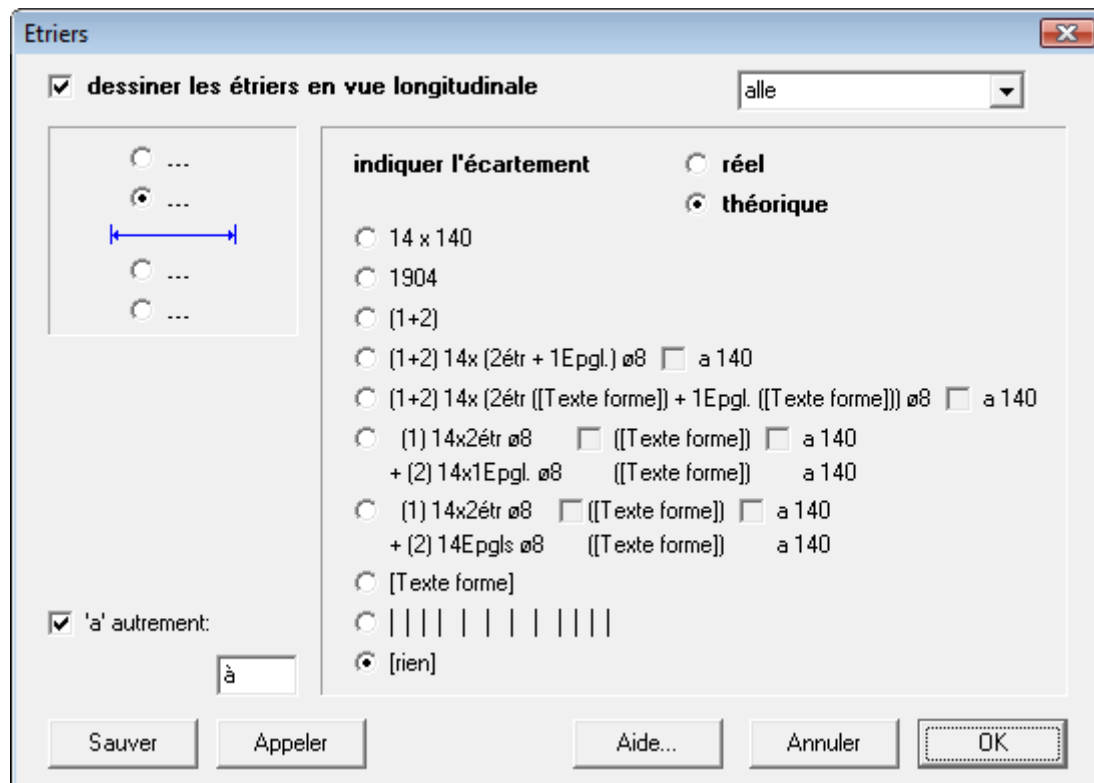 Etriers
dessiner les étriers en vue longitudinale
alle
...
...
...
...
indiquer l'écartement
réel
théorique
14 x 140
1904
(1+2)
(1+2) 14x (2étr + 1Epgl.) ø8 a 140
(1+2) 14x (2étr ([Texte forme]) + 1Epgl. ([Texte forme])) ø8 a 140
(1) 14x2étr ø8 ([Texte forme]) a 140
+ (2) 14x1Epgl. ø8 ([Texte forme]) a 140
(1) 14x2étr ø8 ([Texte forme]) a 140
+ (2) 14Epgls ø8 ([Texte forme]) a 140
[Texte forme]
| | | | | | | | | | | |
[rien]
'a' autrement:
à
Sauver
Appeler
Aide...
Annuler
OK